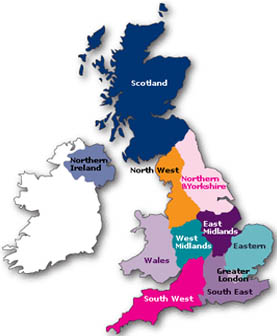 Scotland
Northern
Ireland
North West
Northern
&Yorkshire
East
Midlands
West
Midlands
Eastern
Wales
Greater
London
South East
South West